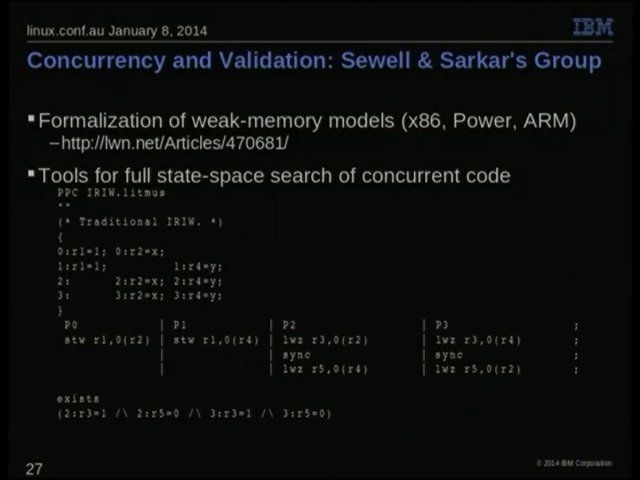 linux.conf.au January 8, 2014
IBM
Concurrency and Validation: Sewell & Sarkar's Group
▪Formalization of weak-memory models (x86, Power, ARM)
–http://lwn.net/Articles/470681/
▪Tools for full state-space search of concurrent code
PPC IRIW.litmus
""
(* Traditional IRIW. *)
{
0:r1=1; 0:r2=x;
1:r1=1;         1:r4=y;
2:      2:r2=x; 2:r4=y;
3:      3:r2=x; 3:r4=y;
}
P0 | P1 | P2 | P3 ;
stw r1,0(r2) | stw r1,0(r4) | lwz r3,0(r2) | lwz r3,0(r4) ;
| | sync | sync ;
| | lwz r5,0(r4) | lwz r5,0(r2) ;
exists
(2:r3=1 /\ 2:r5=0 /\ 3:r3=1 /\ 3:r5=0)
27
© 2014 IBM Corporation